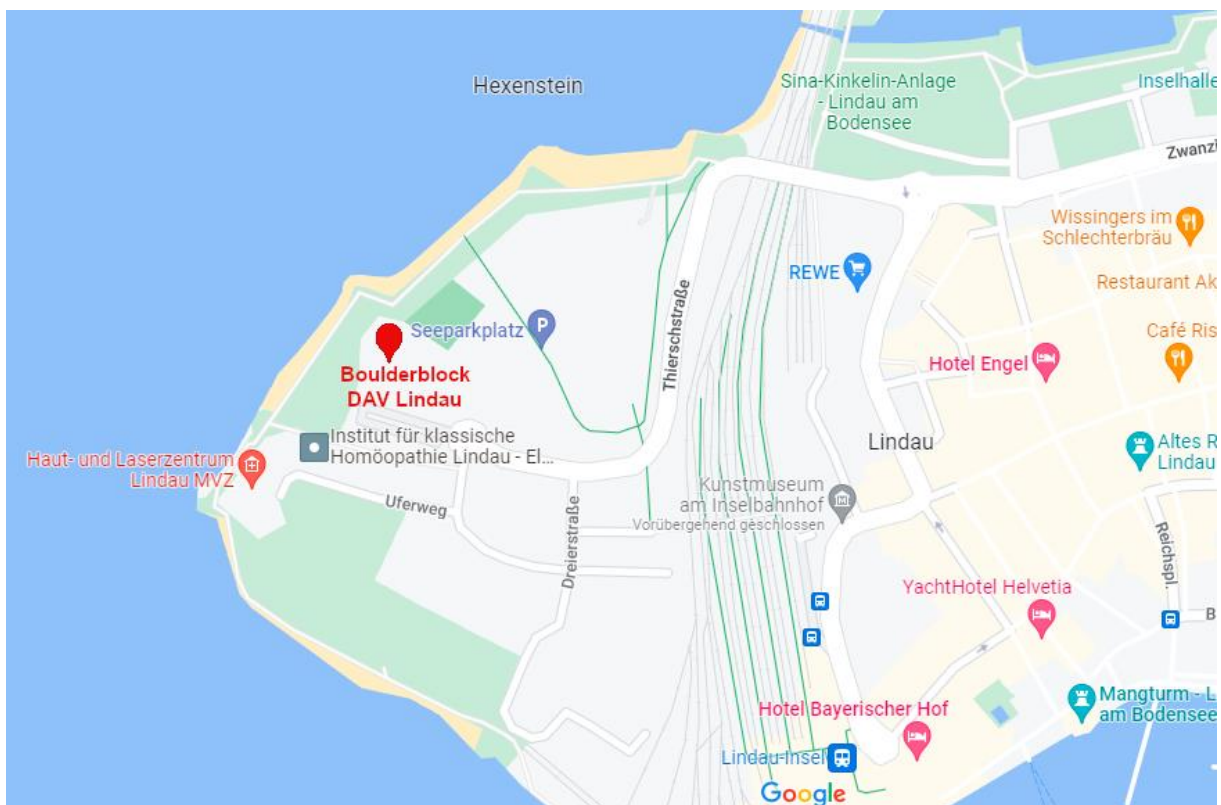 Hexenstein
Sina-Kinkelin-Anlage
- Lindau am
Bodensee
Inselhalle
Zwanzi
Wissingers im
Schlechterbräu
REWE
Restaurant Ak
Thierschstraße
Seeparkplatz
Café Ris
Boulderblock
DAV Lindau
Hotel Engel
Institut für klassische
Homöopathie Lindau - El...
Lindau
Altes R
Lindau
Haut- und Laserzentrum
Lindau MVZ
Uferweg
Kunstmuseum
am Inselbahnhof
Vorübergehend geschlossen
Dreierstraße
Reichspl.
YachtHotel Helvetia
B
Mangturm - L
am Bodensee
Hotel Bayerischer Hof
Lindau-Insel
Google